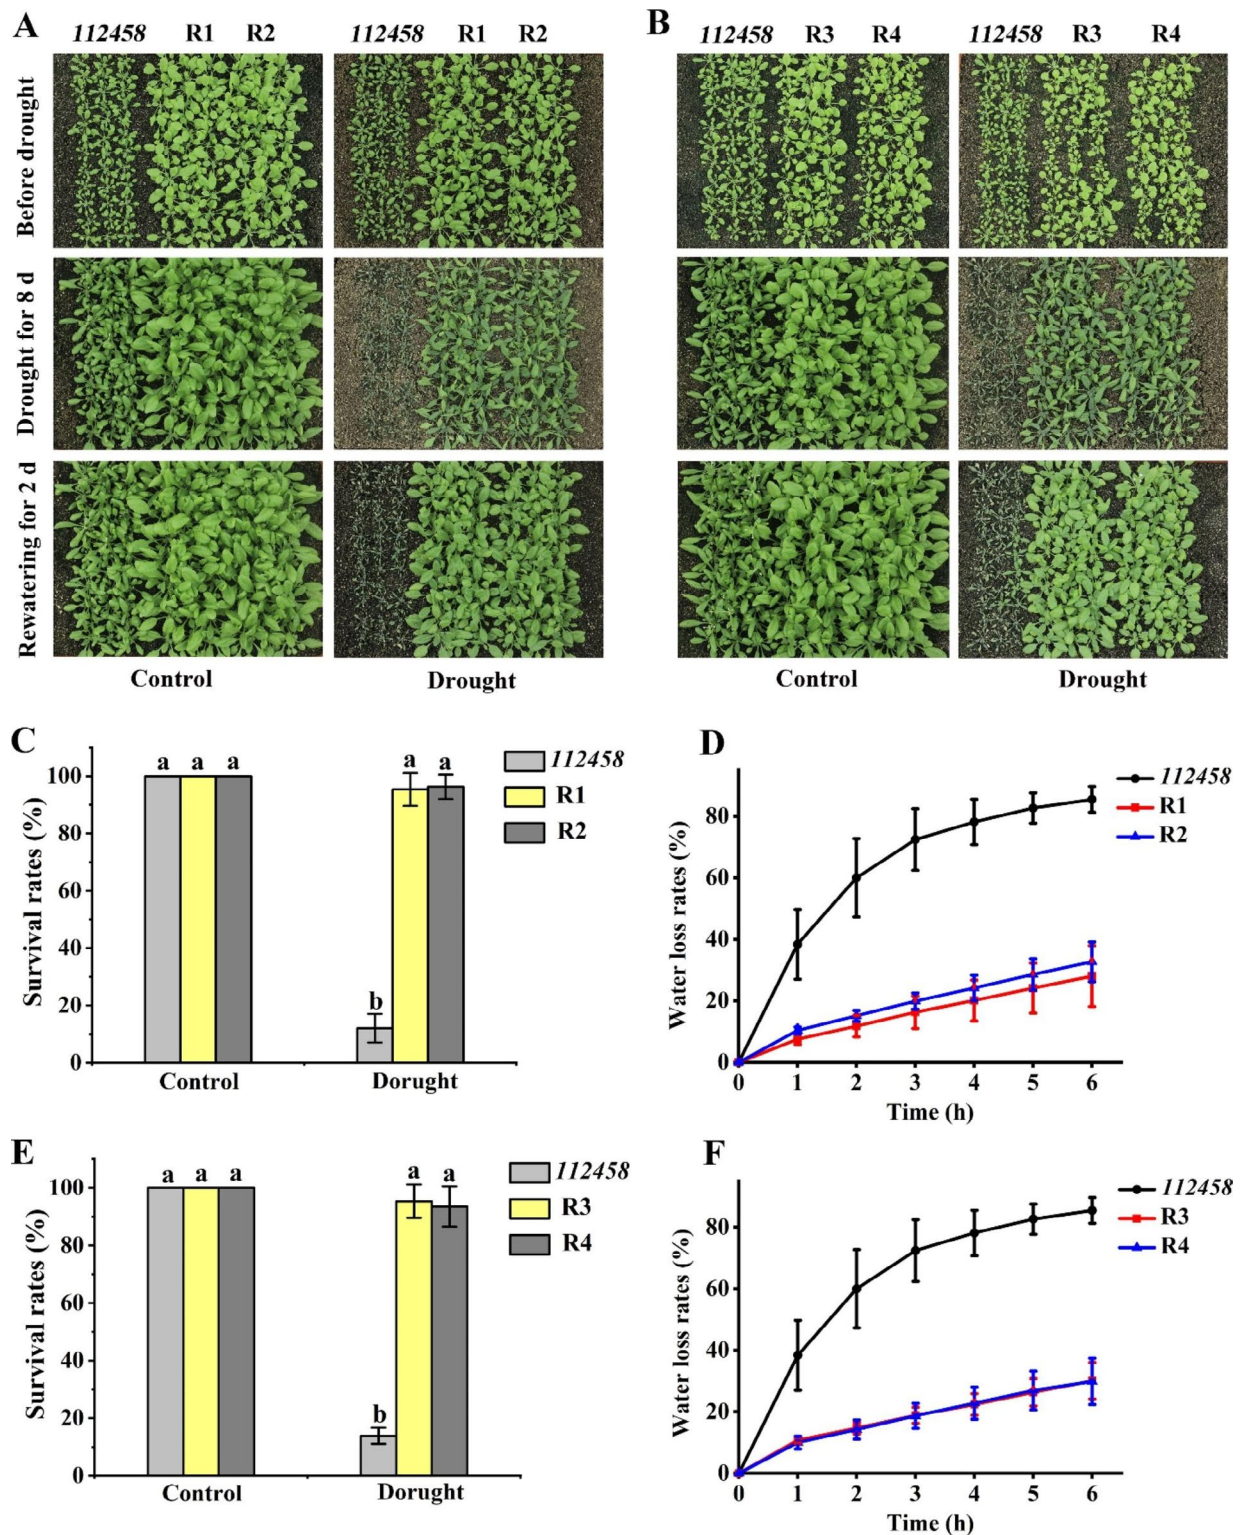 A
112458 R1 R2
112458 R1 R2
B
112458 R3 R4
112458 R3 R4
Before drought
Drought for 8 d
Rewatering for 2 d
Control
Drought
Control
Drought
C
Survival rates (%)
100
80
60
40
20
0
a a a
b a a
Control
Dorught
112458
R1
R2
D
Water loss rates (%)
80
60
40
20
0
0 1 2 3 4 5 6
Time (h)
112458
R1
R2
E
Survival rates (%)
100
80
60
40
20
0
a a a
b a a
Control
Dorught
112458
R3
R4
F
Water loss rates (%)
80
60
40
20
0
0 1 2 3 4 5 6
Time (h)
112458
R3
R4